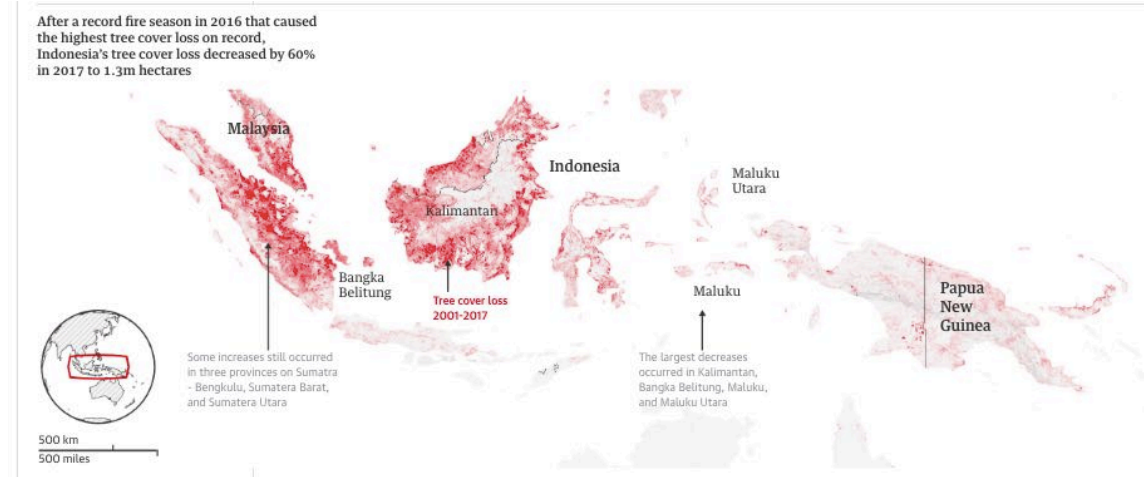 After a record fire season in 2016 that caused
the highest tree cover loss on record,
Indonesia's tree cover loss decreased by 60%
in 2017 to 1.3m hectares
Malaysia
Indonesia
Maluku
Utara
Kalimantan
Bangka
Belitung
Tree cover loss
2001-2017
Maluku
Papua
New
Guinea
Some increases still occurred
in three provinces on Sumatra
- Bengkulu, Sumatera Barat,
and Sumatera Utara
The largest decreases
occurred in Kalimantan,
Bangka Belitung, Maluku,
and Maluku Utara
500 km
500 miles